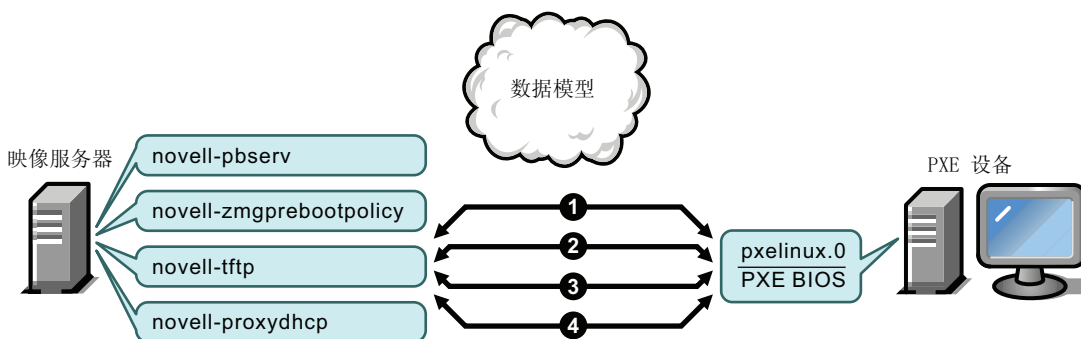 数据模型
映像服务器
novell-pbserv
PXE 设备
novell-zmgprebootpolicy
1
2
novell-tftp
3
pxelinux.0
PXE BIOS
novell-proxydhcp
4